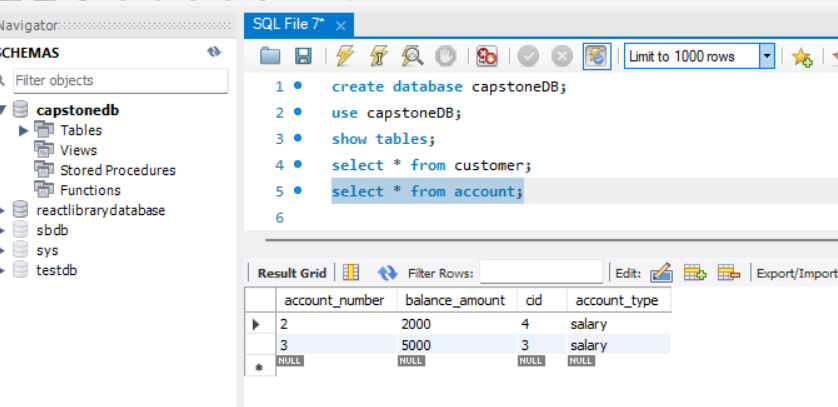 Navigator
SQL File 7*
SCHEMAS
Limit to 1000 rows
Filter objects
capstonedb
Tables
Views
Stored Procedures
Functions
reactlibrarydatabase
sbdb
sys
testdb
1 create database capstoneDB;
2 use capstoneDB;
3 show tables;
4 select * from customer;
5 select * from account;
6
Result Grid Filter Rows: Edit: Export/Import
account_number balance_amount cid account_type
2 2000 4 salary
3 5000 3 salary
NULL NULL NULL NULL